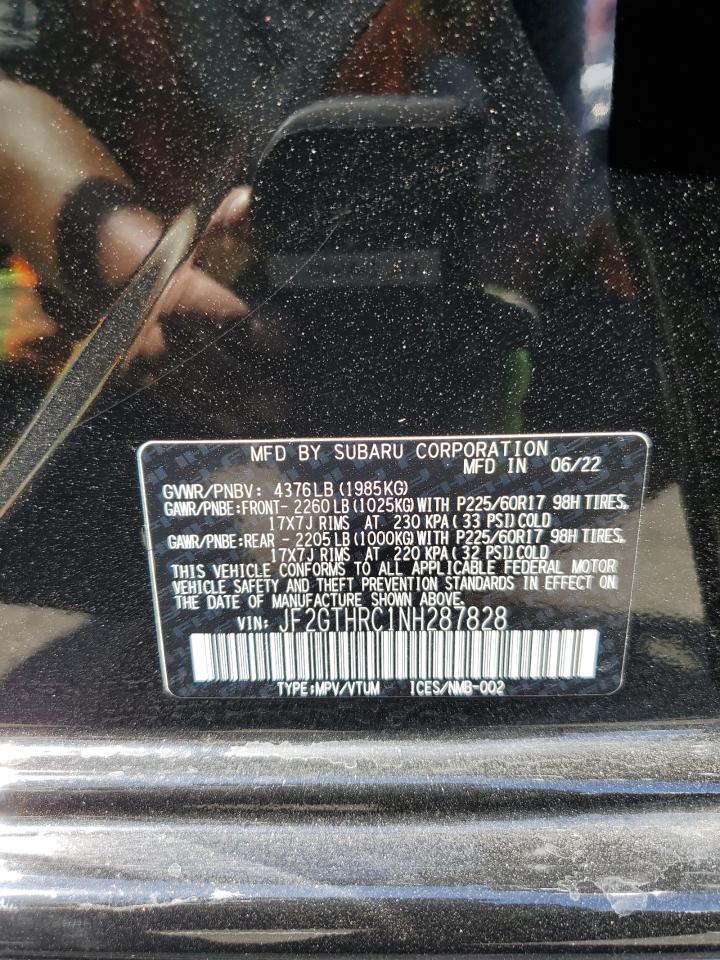 MFD BY SUBARU CORPORATION
MFD IN 06/22
GVWR/PNBV: 4376LB(1985KG)
GAWR/PNBE:FRONT- 2260LB(1025KG)WITH P225/60R17 98H TIRES,
17X7J RIMS AT 230 KPA( 33 PSI)COLD
GAWR/PNBE:REAR - 2205LB(1000KG)WITH P225/60R17 98H TIRES,
17X7J RIMS AT 220 KPA( 32 PSI)COLD
THIS VEHICLE CONFORMS TO ALL APPLICABLE FEDERAL MOTOR
VEHICLE SAFETY AND THEFT PREVENTION STANDARDS IN EFFECT ON
THE DATE OF MANUFACTURE SHOWN ABOVE.
VIN: JF2GTHRC1NH287828
TYPE:MPV/VTUM ICES/NMB-002